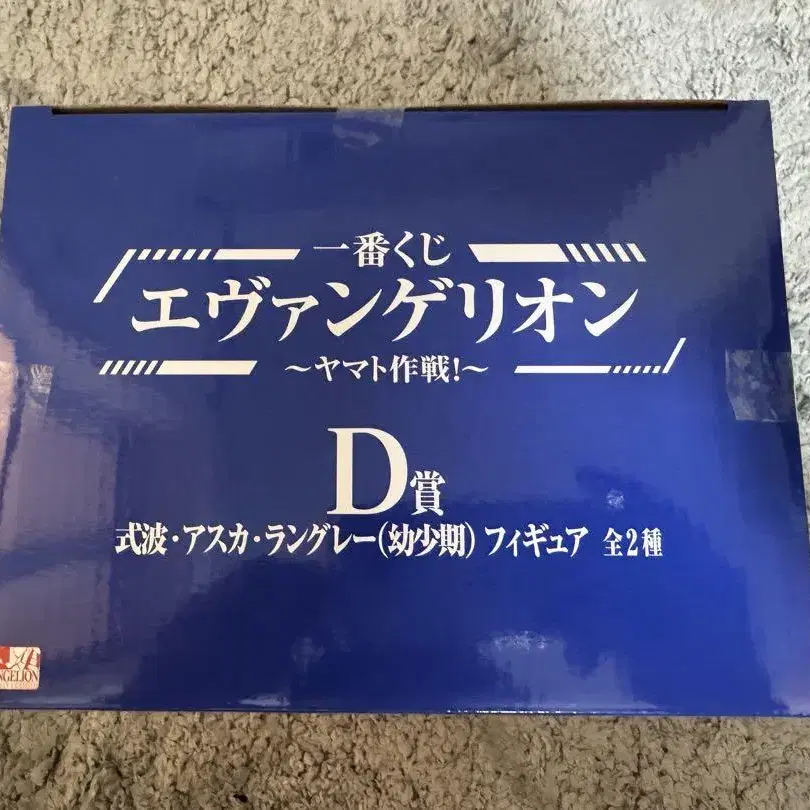 一番くじ
エヴァンゲリオン
～ヤマト作戦!～
D賞
式波・アスカ・ラングレー(幼少期) フィギュア 全2種